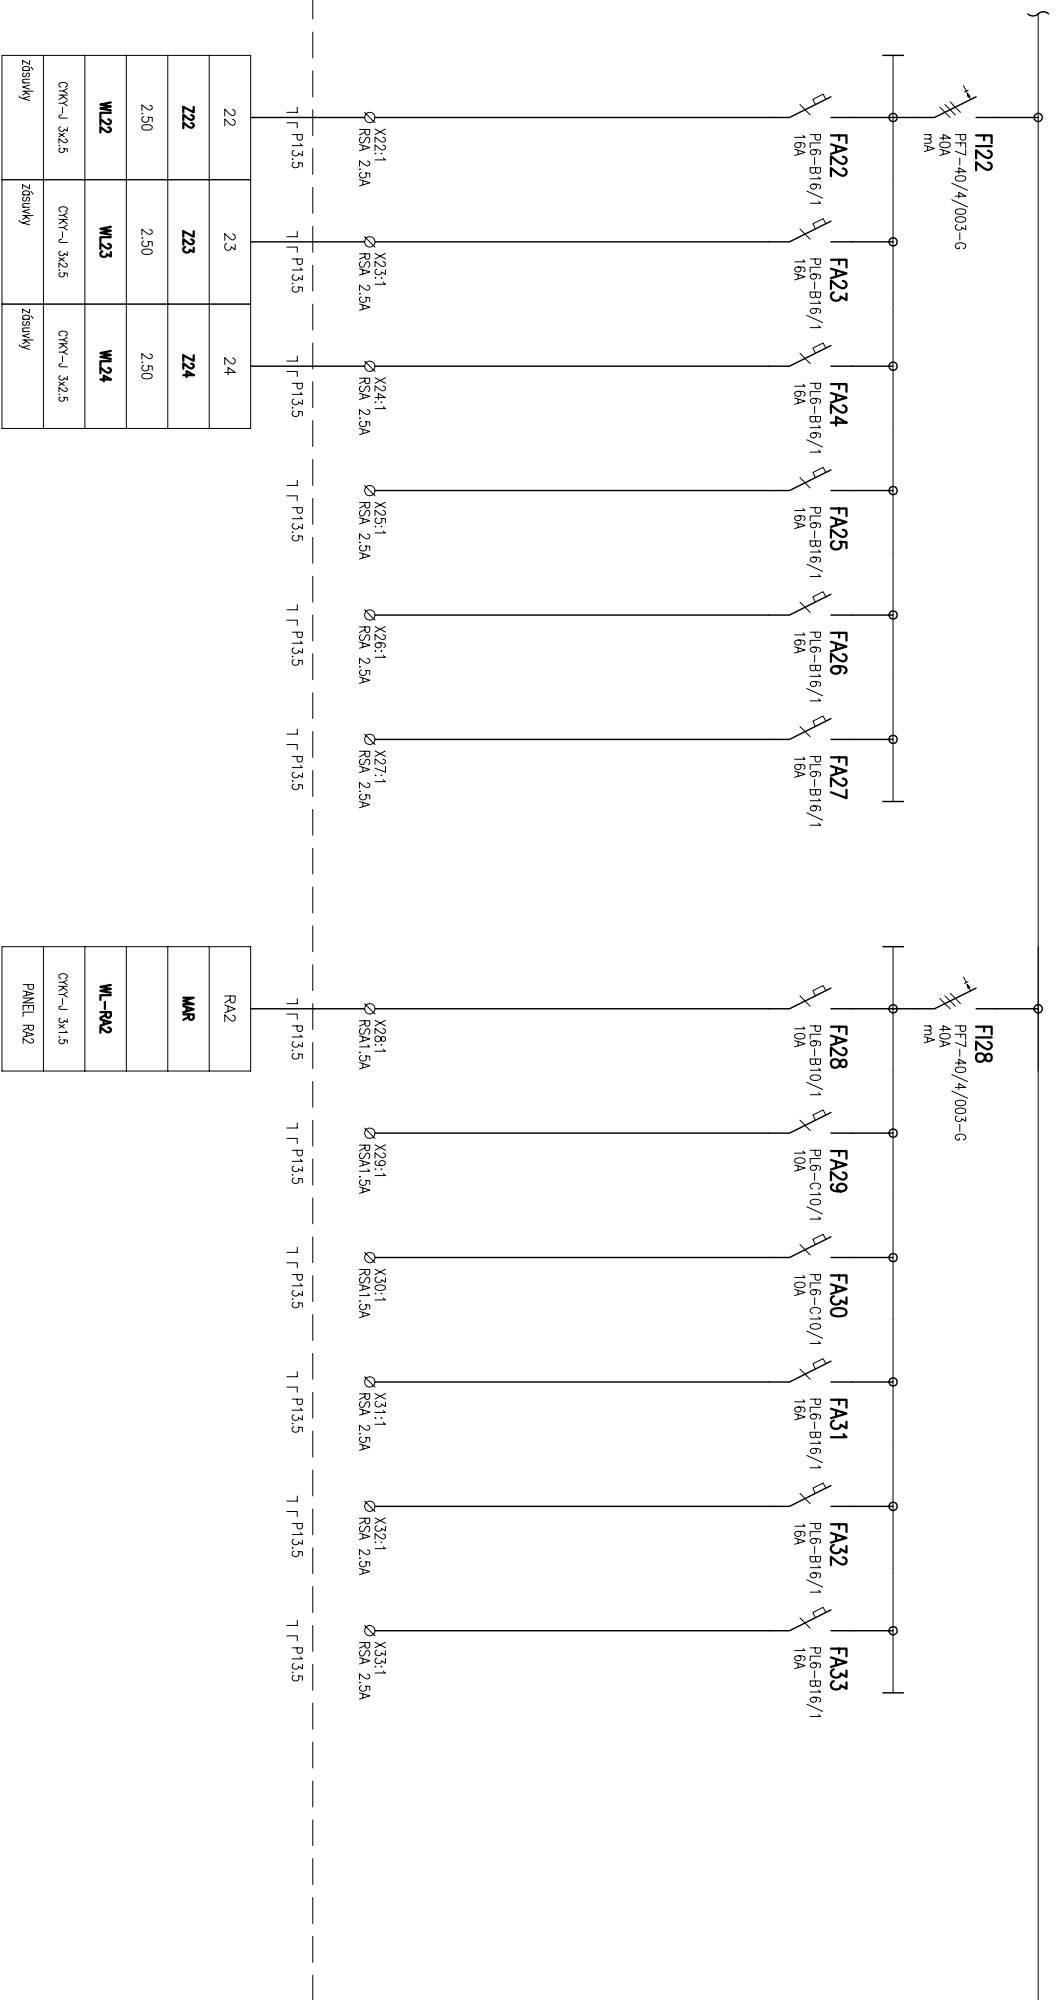 FI22
PF7-40/4/003-G
40A
mA
FI28
PF7-40/4/003-G
40A
mA
FA22
PL6-B16/1
16A
FA23
PL6-B16/1
16A
FA24
PL6-B16/1
16A
FA25
PL6-B16/1
16A
FA26
PL6-B16/1
16A
FA27
PL6-B16/1
16A
FA28
PL6-B10/1
10A
FA29
PL6-C10/1
10A
FA30
PL6-C10/1
10A
FA31
PL6-B16/1
16A
FA32
PL6-B16/1
16A
FA33
PL6-B16/1
16A
X22:1
RSA 2.5A
X23:1
RSA 2.5A
X24:1
RSA 2.5A
X25:1
RSA 2.5A
X26:1
RSA 2.5A
X27:1
RSA 2.5A
X28:1
RSA1.5A
X29:1
RSA1.5A
X30:1
RSA1.5A
X31:1
RSA 2.5A
X32:1
RSA 2.5A
X33:1
RSA 2.5A
P13.5
P13.5
P13.5
P13.5
P13.5
P13.5
P13.5
P13.5
P13.5
P13.5
P13.5
P13.5
22
Z22
2.50
WL22
CYKY-J 3x2.5
zásuvky
23
Z23
2.50
WL23
CYKY-J 3x2.5
zásuvky
24
Z24
2.50
WL24
CYKY-J 3x2.5
zásuvky
RA2
MAR
WL-RA2
CYKY-J 3x1.5
PANEL RA2